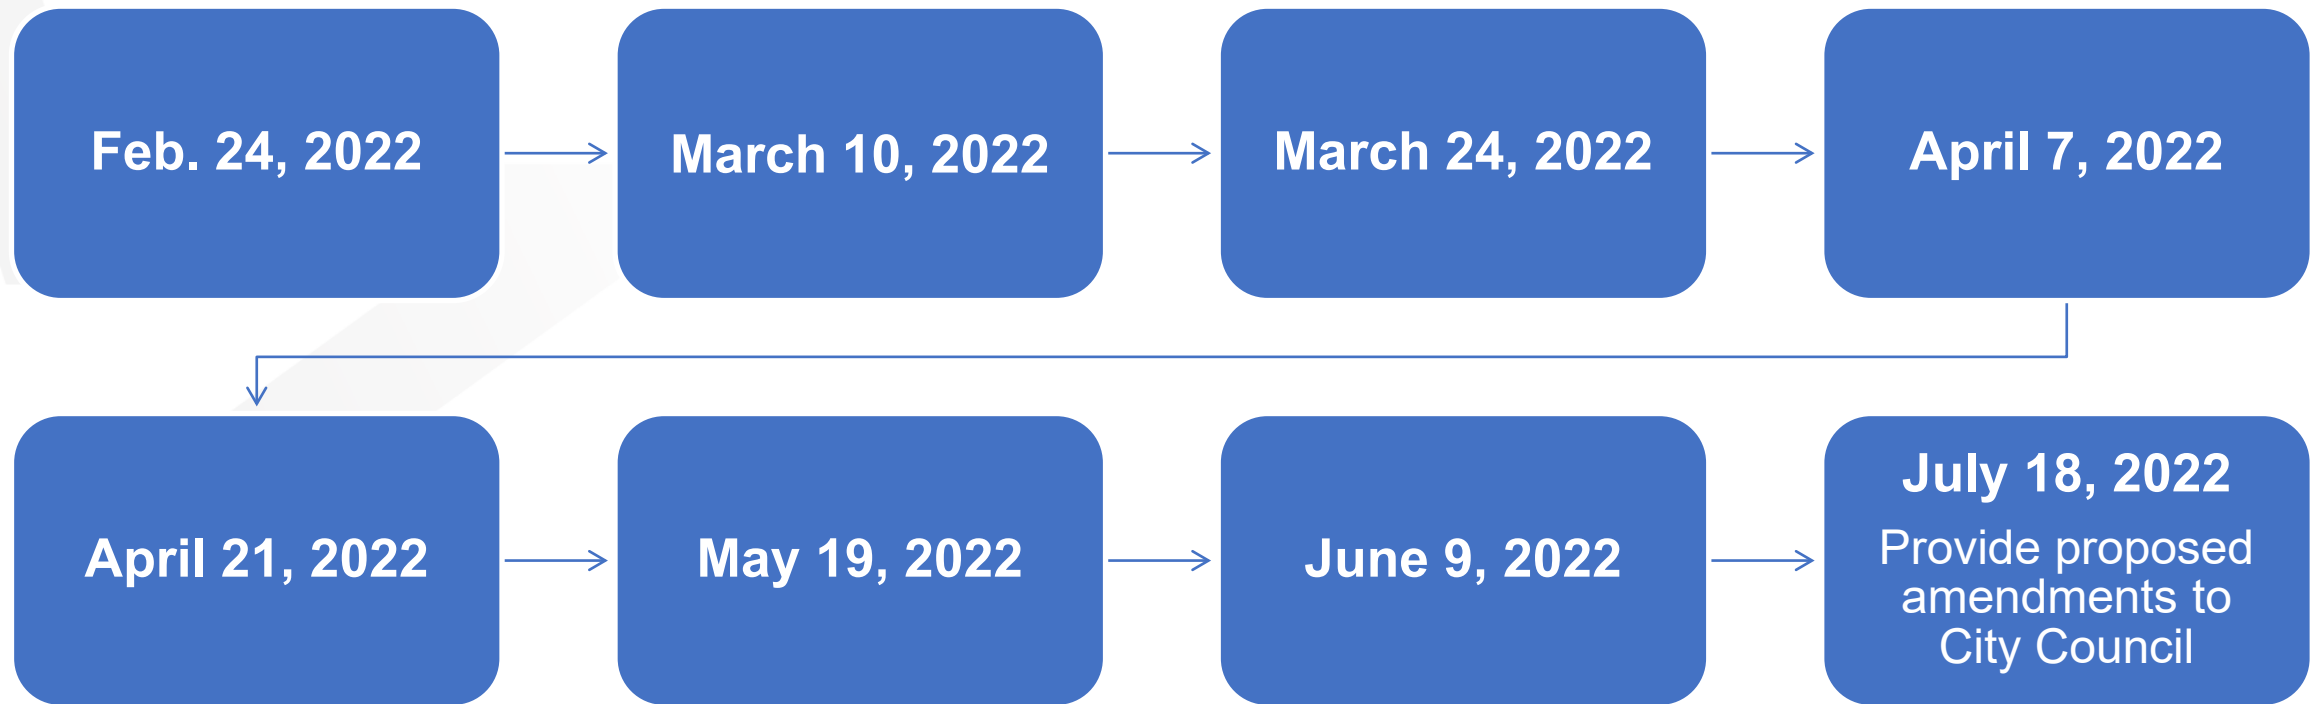 Feb. 24, 2022
March 10, 2022
March 24, 2022
April 7, 2022
April 21, 2022
May 19, 2022
June 9, 2022
July 18, 2022
Provide proposed
amendments to
City Council